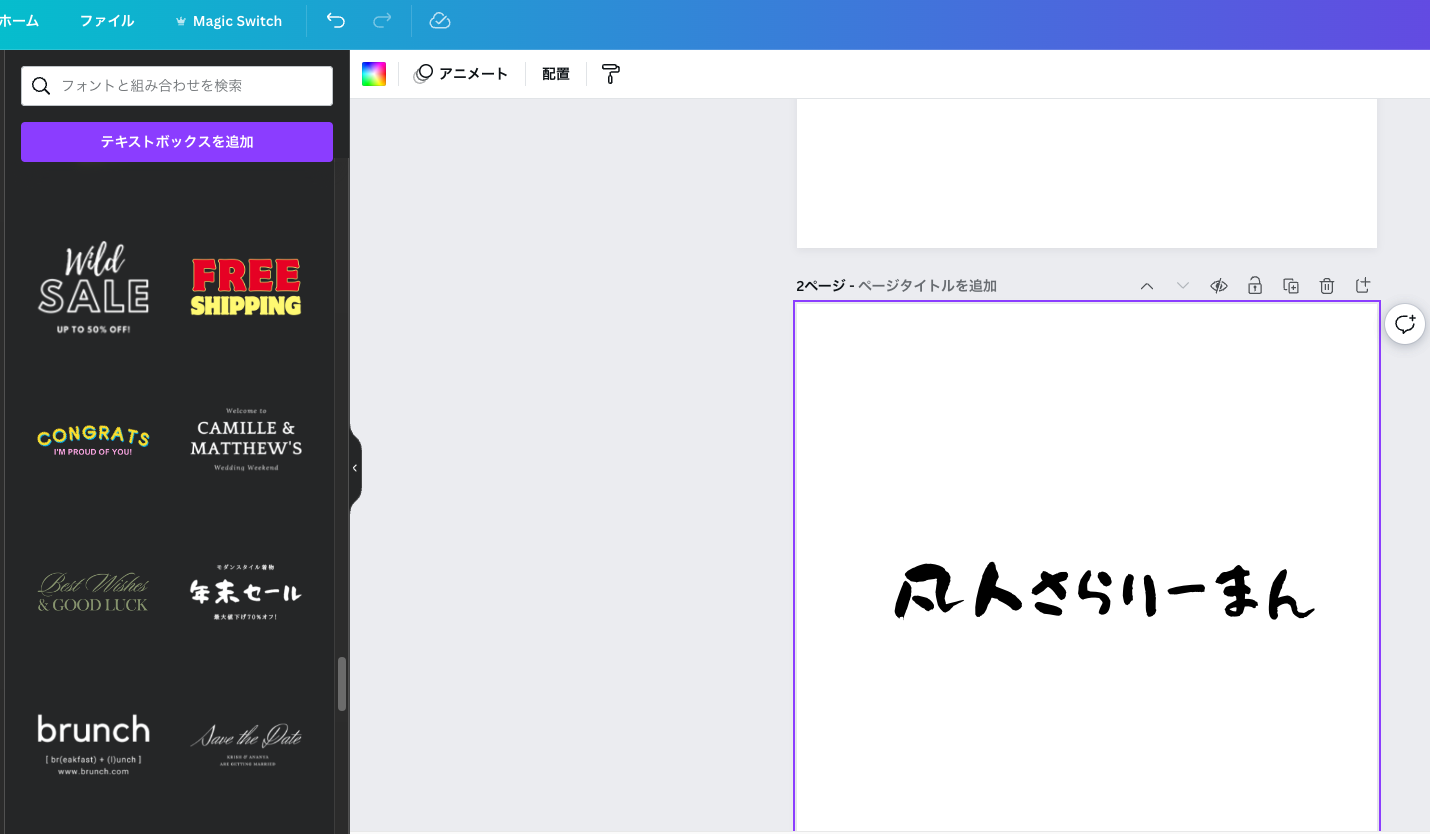 ホーム ファイル Magic Switch
フォントと組み合わせを検索
テキストボックスを追加
アニメート 配置
Wild
SALE
UP TO 50% OFF!
FREE
SHIPPING
CONGRATS
I'M PROUD OF YOU!
Welcome to
CAMILLE &
MATTHEW'S
Wedding Weekend
Best Wishes
& GOOD LUCK
モダンスタイル着物
年末セール
最大値下げ70%オフ!
brunch
[ br(eakfast) + (l)unch ]
www.brunch.com
Save the Date
ARE GETTING MARRIED
2ページ - ページタイトルを追加
凡人さらりーまん